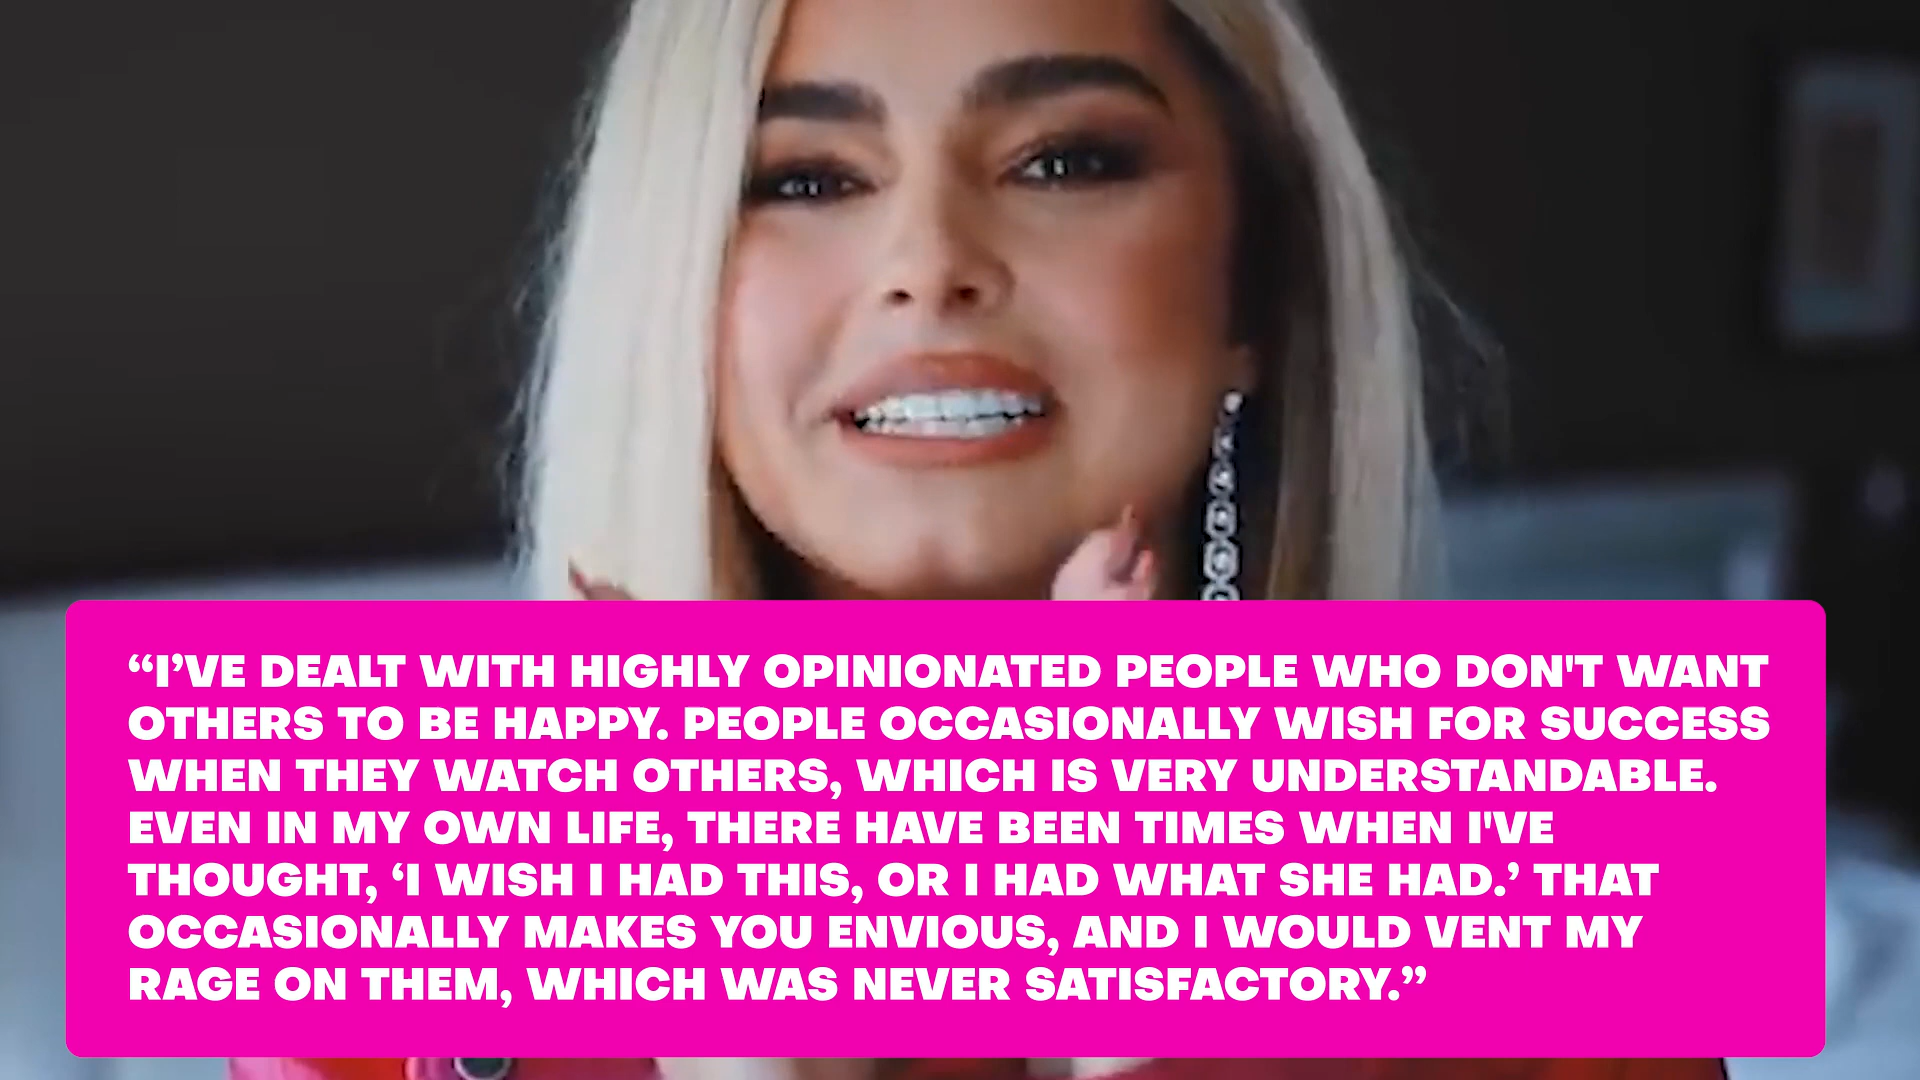 “I’VE DEALT WITH HIGHLY OPINIONATED PEOPLE WHO DON'T WANT
OTHERS TO BE HAPPY. PEOPLE OCCASIONALLY WISH FOR SUCCESS
WHEN THEY WATCH OTHERS, WHICH IS VERY UNDERSTANDABLE.
EVEN IN MY OWN LIFE, THERE HAVE BEEN TIMES WHEN I'VE
THOUGHT, ‘I WISH I HAD THIS, OR I HAD WHAT SHE HAD.’ THAT
OCCASIONALLY MAKES YOU ENVIOUS, AND I WOULD VENT MY
RAGE ON THEM, WHICH WAS NEVER SATISFACTORY.”